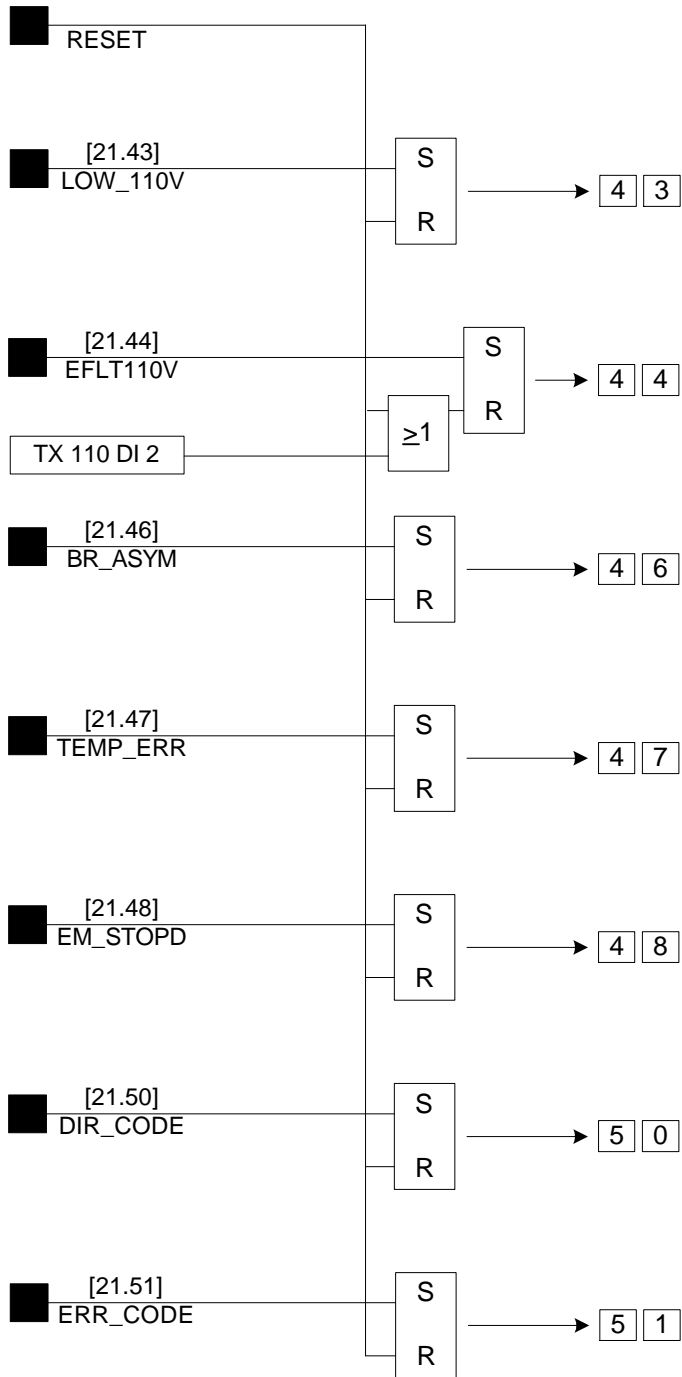 RESET
[21.43]
LOW_110V
S
R
4 3
[21.44]
EFLT110V
S
R
4 4
≥1
TX 110 DI 2
[21.46]
BR_ASYM
S
R
4 6
[21.47]
TEMP_ERR
S
R
4 7
[21.48]
EM_STOPD
S
R
4 8
[21.50]
DIR_CODE
S
R
5 0
[21.51]
ERR_CODE
S
R
5 1